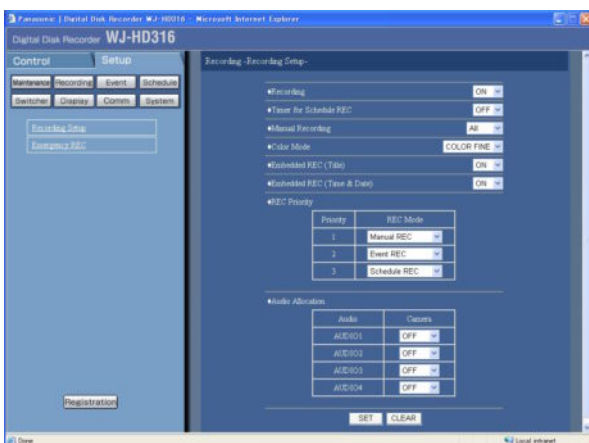 Panasonic | Digital Disk Recorder WJ-HD316 - Microsoft Internet Explorer
Digital Disk Recorder WJ-HD316
Control
Setup
Maintenance
Recording
Event
Schedule
Switcher
Display
Comm
System
Recording Setup
Emergency REC
Registration
Recording -Recording Setup-
♦Recording ON
♦Timer for Schedule REC OFF
♦Manual Recording All
♦Color Mode COLOR FINE
♦Embedded REC (Title) ON
♦Embedded REC (Time & Date) ON
♦REC Priority
Priority REC Mode
1 Manual REC
2 Event REC
3 Schedule REC
♦Audio Allocation
Audio Camera
AUDIO1 OFF
AUDIO2 OFF
AUDIO3 OFF
AUDIO4 OFF
SET CLEAR
Done
Local intranet